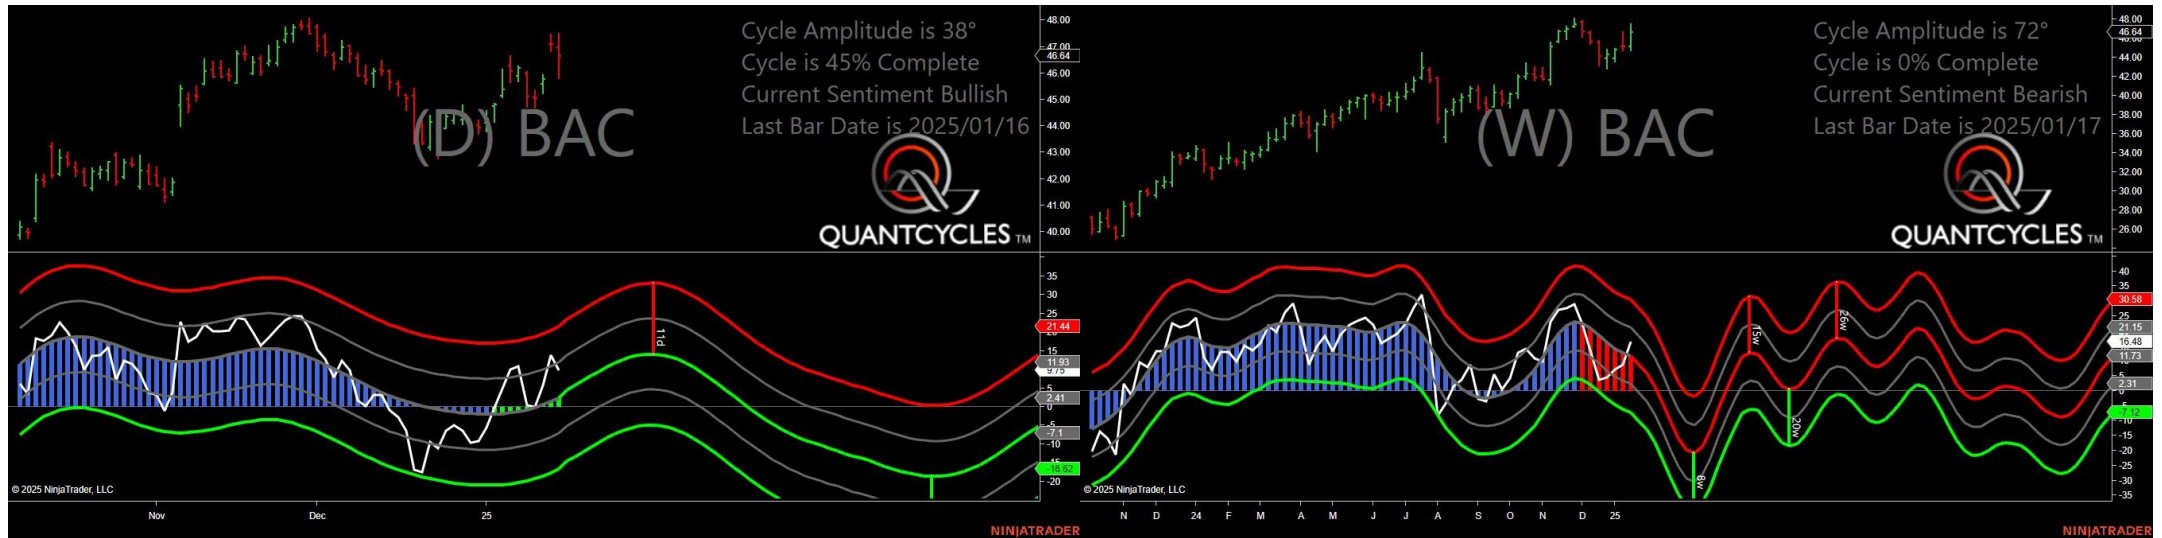 Cycle Amplitude is 38°
Cycle is 45% Complete
Current Sentiment Bullish
Last Bar Date is 2025/01/16
(D) BAC
QUANTCYCLES TM
48.00
47.00
46.64
46.00
45.00
44.00
43.00
42.00
41.00
40.00
35
30
25
21.44
15
11.93
9.75
5
2.41
0
-5
-7.1
-10
-16.62
-20
11d
© 2025 NinjaTrader, LLC
Nov Dec 25
NINJATRADER
Cycle Amplitude is 72°
Cycle is 0% Complete
Current Sentiment Bearish
Last Bar Date is 2025/01/17
(W) BAC
QUANTCYCLES TM
48.00
46.64
44.00
42.00
40.00
38.00
36.00
34.00
32.00
30.00
28.00
26.00
40
35
30.58
25
21.15
16.48
11.73
5
2.31
-7.12
-10
-15
-20
-25
-30
-35
8w
15w
20w
26w
© 2025 NinjaTrader, LLC
N D 24 F M A M J J A S O N D 25
NINJATRADER